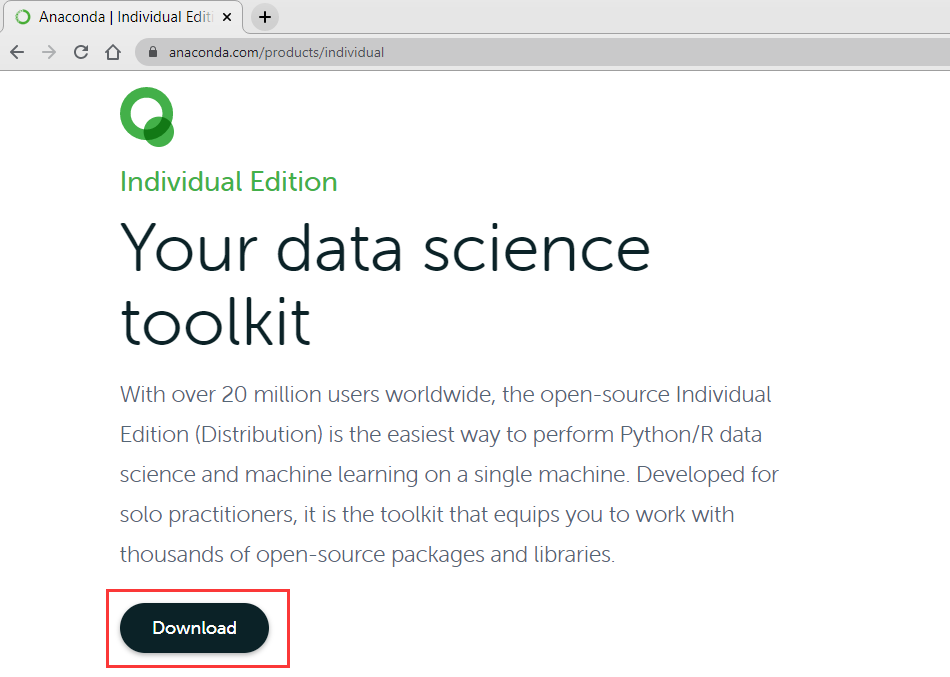 Anaconda | Individual Edit
anaconda.com/products/individual
Individual Edition
Your data science
toolkit
With over 20 million users worldwide, the open-source Individual
Edition (Distribution) is the easiest way to perform Python/R data
science and machine learning on a single machine. Developed for
solo practitioners, it is the toolkit that equips you to work with
thousands of open-source packages and libraries.
Download